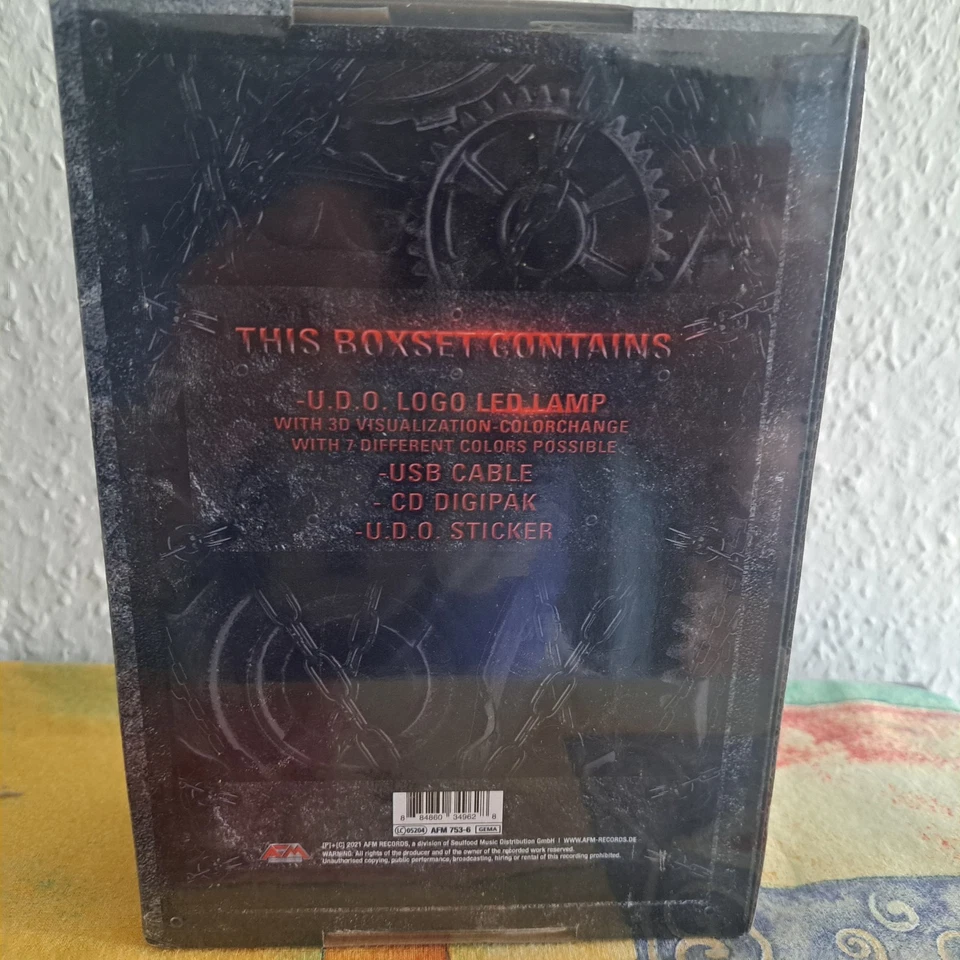 THIS BOXSET CONTAINS
-U.D.O. LOGO LED.LAMP
WITH 3D VISUALIZATION-COLORCHANGE
WITH 7 DIFFERENT COLORS POSSIBLE
-USB CABLE
- CD DIGIPAK
-U.D.O. STICKER
8 84860 34962 8
LC 05204 AFM 753-6 GEMA
AFM
[P]+[C] 2021 AFM RECORDS, a division of Soulfood Music Distribution GmbH | WWW.AFM-RECORDS.DE
WARNING: All rights of the producer and of the owner of the recorded work reserved.
Unauthorised copying, public performance, broadcasting, hiring or rental of this recording prohibited.